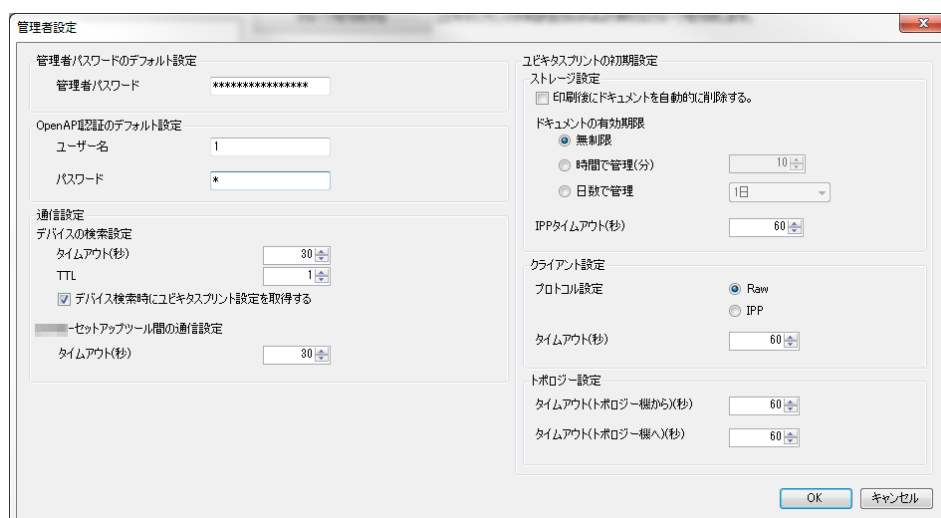 管理者設定
管理者パスワードのデフォルト設定
管理者パスワード ****************
OpenAPI認証のデフォルト設定
ユーザー名 1
パスワード *
通信設定
デバイスの検索設定
タイムアウト(秒) 30
TTL 1
デバイス検索時にユビキタスプリント設定を取得する
-セットアップツール間の通信設定
タイムアウト(秒) 30
ユビキタスプリントの初期設定
ストレージ設定
印刷後にドキュメントを自動的に削除する。
ドキュメントの有効期限
無制限
時間で管理(分) 10
日数で管理 1日
IPPタイムアウト(秒) 60
クライアント設定
プロトコル設定 Raw
IPP
タイムアウト(秒) 60
トポロジー設定
タイムアウト(トポロジー機から)(秒) 60
タイムアウト(トポロジー機へ)(秒) 60
OK キャンセル